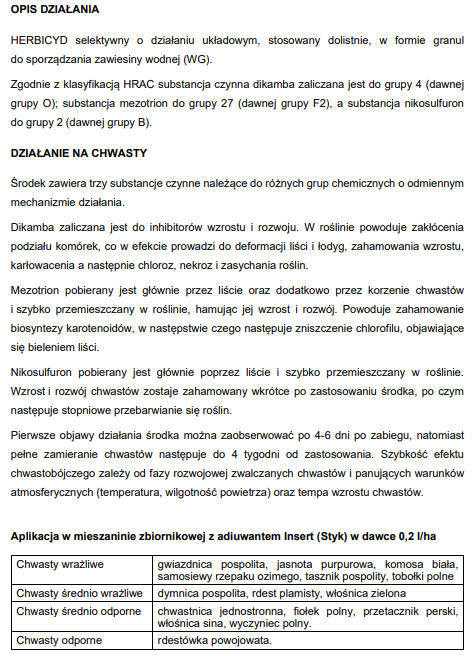 OPIS DZIAŁANIA
HERBICYD selektywny o działaniu układowym, stosowany dolistnie, w formie granul
do sporządzania zawiesiny wodnej (WG).
Zgodnie z klasyfikacją HRAC substancja czynna dikamba zaliczana jest do grupy 4 (dawnej
grupy O); substancja mezotrion do grupy 27 (dawnej grupy F2), a substancja nikosulfuron
do grupy 2 (dawnej grupy B).
DZIAŁANIE NA CHWASTY
Środek zawiera trzy substancje czynne należące do różnych grup chemicznych o odmiennym
mechanizmie działania.
Dikamba zaliczana jest do inhibitorów wzrostu i rozwoju. W roślinie powoduje zakłócenia
podziału komórek, co w efekcie prowadzi do deformacji liści i łodyg, zahamowania wzrostu,
karłowacenia a następnie chloroz, nekroz i zasychania roślin.
Mezotrion pobierany jest głównie przez liście oraz dodatkowo przez korzenie chwastów
i szybko przemieszczany w roślinie, hamując jej wzrost i rozwój. Powoduje zahamowanie
biosyntezy karotenoidów, w następstwie czego następuje zniszczenie chlorofilu, objawiające
się bieleniem liści.
Nikosulfuron pobierany jest głównie poprzez liście i szybko przemieszczany w roślinie.
Wzrost i rozwój chwastów zostaje zahamowany wkrótce po zastosowaniu środka, po czym
następuje stopniowe przebarwianie się roślin.
Pierwsze objawy działania środka można zaobserwować po 4-6 dni po zabiegu, natomiast
pełne zamieranie chwastów następuje do 4 tygodni od zastosowania. Szybkość efektu
chwastobójczego zależy od fazy rozwojowej zwalczanych chwastów i panujących warunków
atmosferycznych (temperatura, wilgotność powietrza) oraz tempa wzrostu chwastów.
Aplikacja w mieszaninie zbiornikowej z adiuwantem Insert (Styk) w dawce 0,2 l/ha
Chwasty wrażliwe gwiazdnica pospolita, jasnota purpurowa, komosa biała,
samosiewy rzepaku ozimego, tasznik pospolity, tobołki polne
Chwasty średnio wrażliwe dymnica pospolita, rdest plamisty, włośnica zielona
Chwasty średnio odporne chwastnica jednostronna, fiołek polny, przetacznik perski,
włośnica sina, wyczyniec polny.
Chwasty odporne rdestówka powojowata.